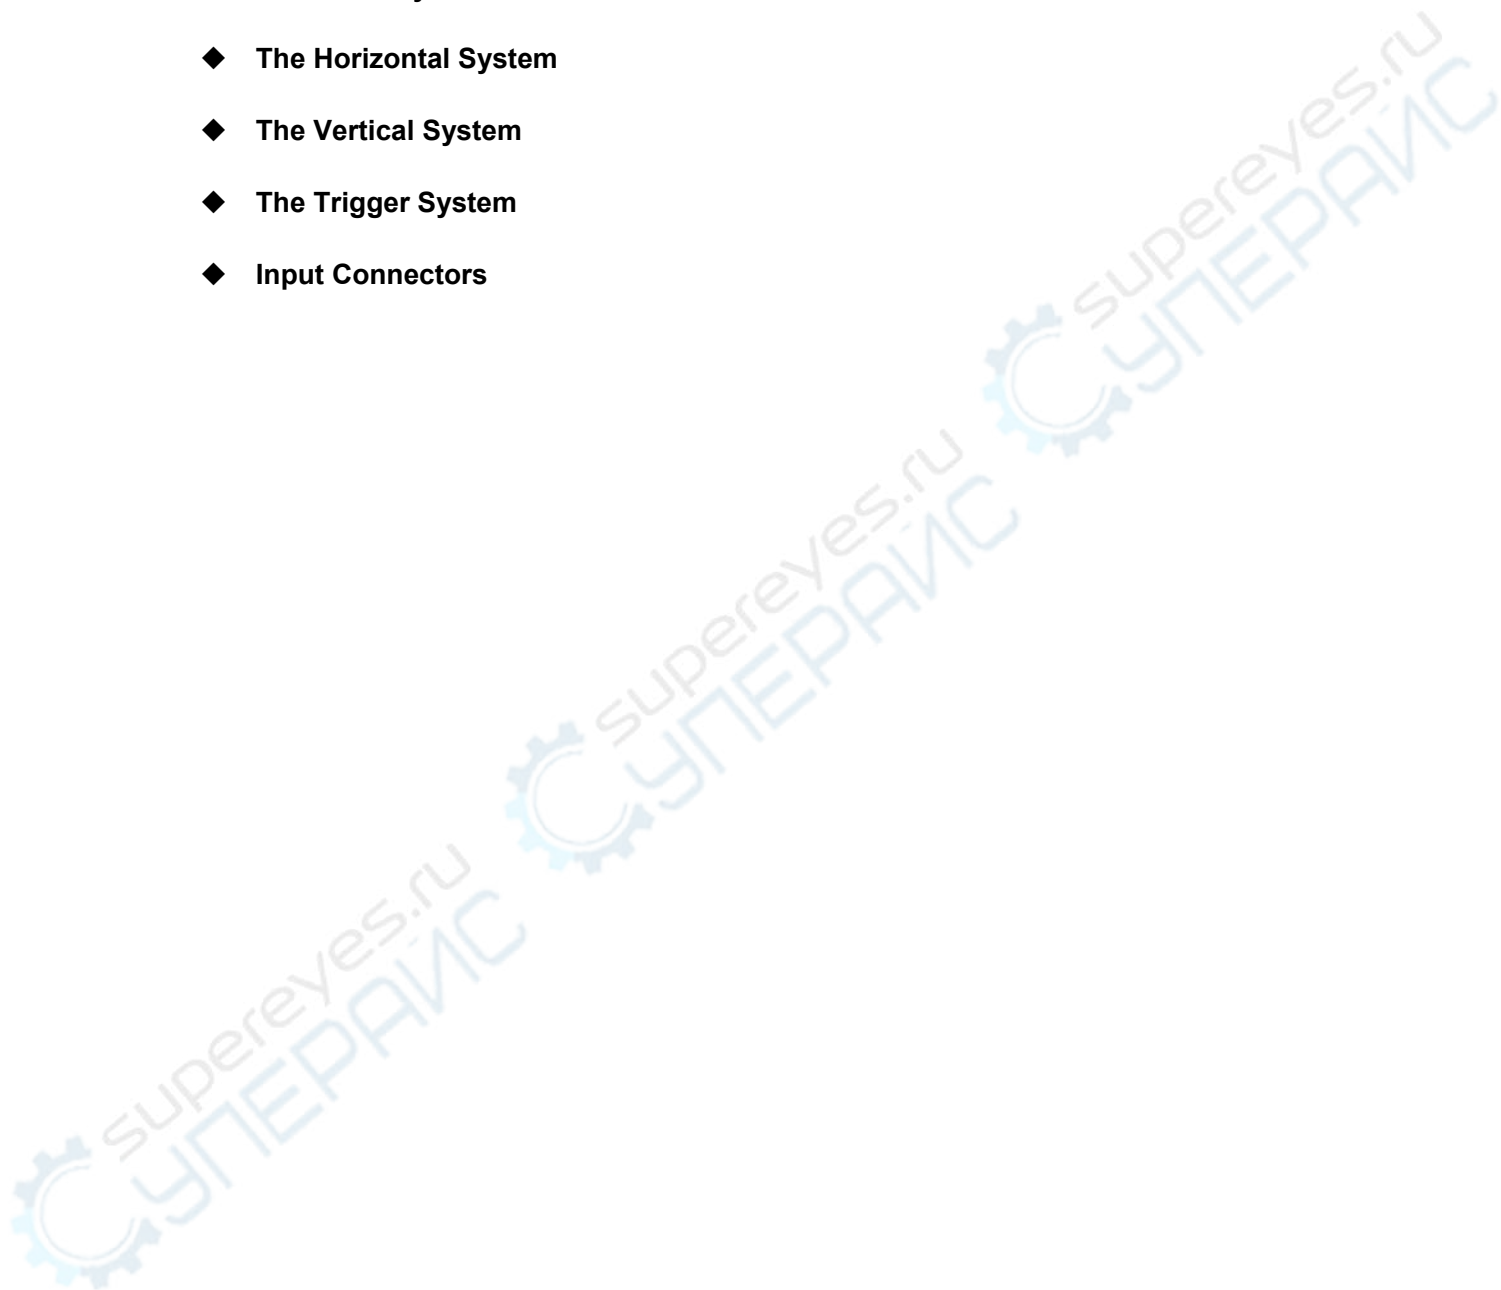 ◆ The Horizontal System
◆ The Vertical System
◆ The Trigger System
◆ Input Connectors
supereyes.ru
СУПЕРАЙС
supereyes.ru
СУПЕРАЙС
supereyes.ru
СУПЕРАЙС